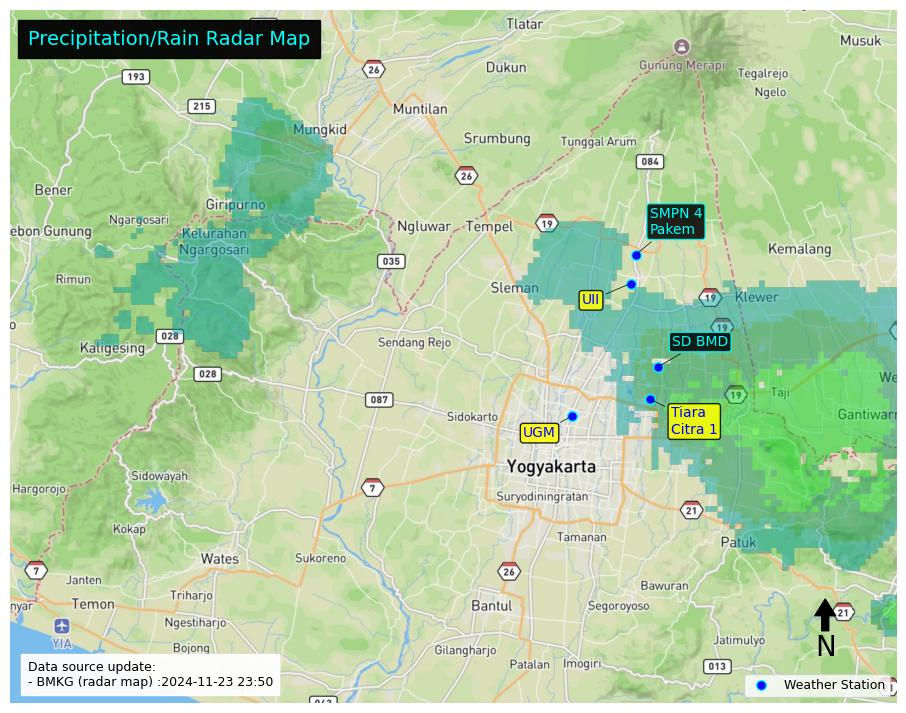 Precipitation/Rain Radar Map
Tlatar
Musuk
26
Dukun
Gunung Merapi
Tegalrejo
193
Ngelo
215
Muntilan
Mungkid
Srumbung
Tunggal Arum
084
26
Bener
Giripurno
SMPN 4
Pakem
Ngargosari
Ngluwar
Tempel
19
ebon Gunung
Kelurahan
Ngargosari
Kemalang
035
Rimun
Sleman
UII
19
Klewer
19
028
SD BMD
Kaligesing
Sendang Rejo
028
We
087
19
Taji
Sidokarto
Tiara
Citra 1
Gantiwar
UGM
Yogyakarta
Sidowayah
Hargorojo
7
Suryodiningratan
21
Kokap
Tamanan
Patuk
Wates
Sukoreno
7
26
Janten
Bawuran
Triharjo
nyar
Temon
Bantul
Segoroyoso
21
Ngestiharjo
YIA
Jatimulyo
N
Bojong
Gilangharjo
Patalan
Imogiri
013
Data source update:
- BMKG (radar map) :2024-11-23 23:50
Weather Station